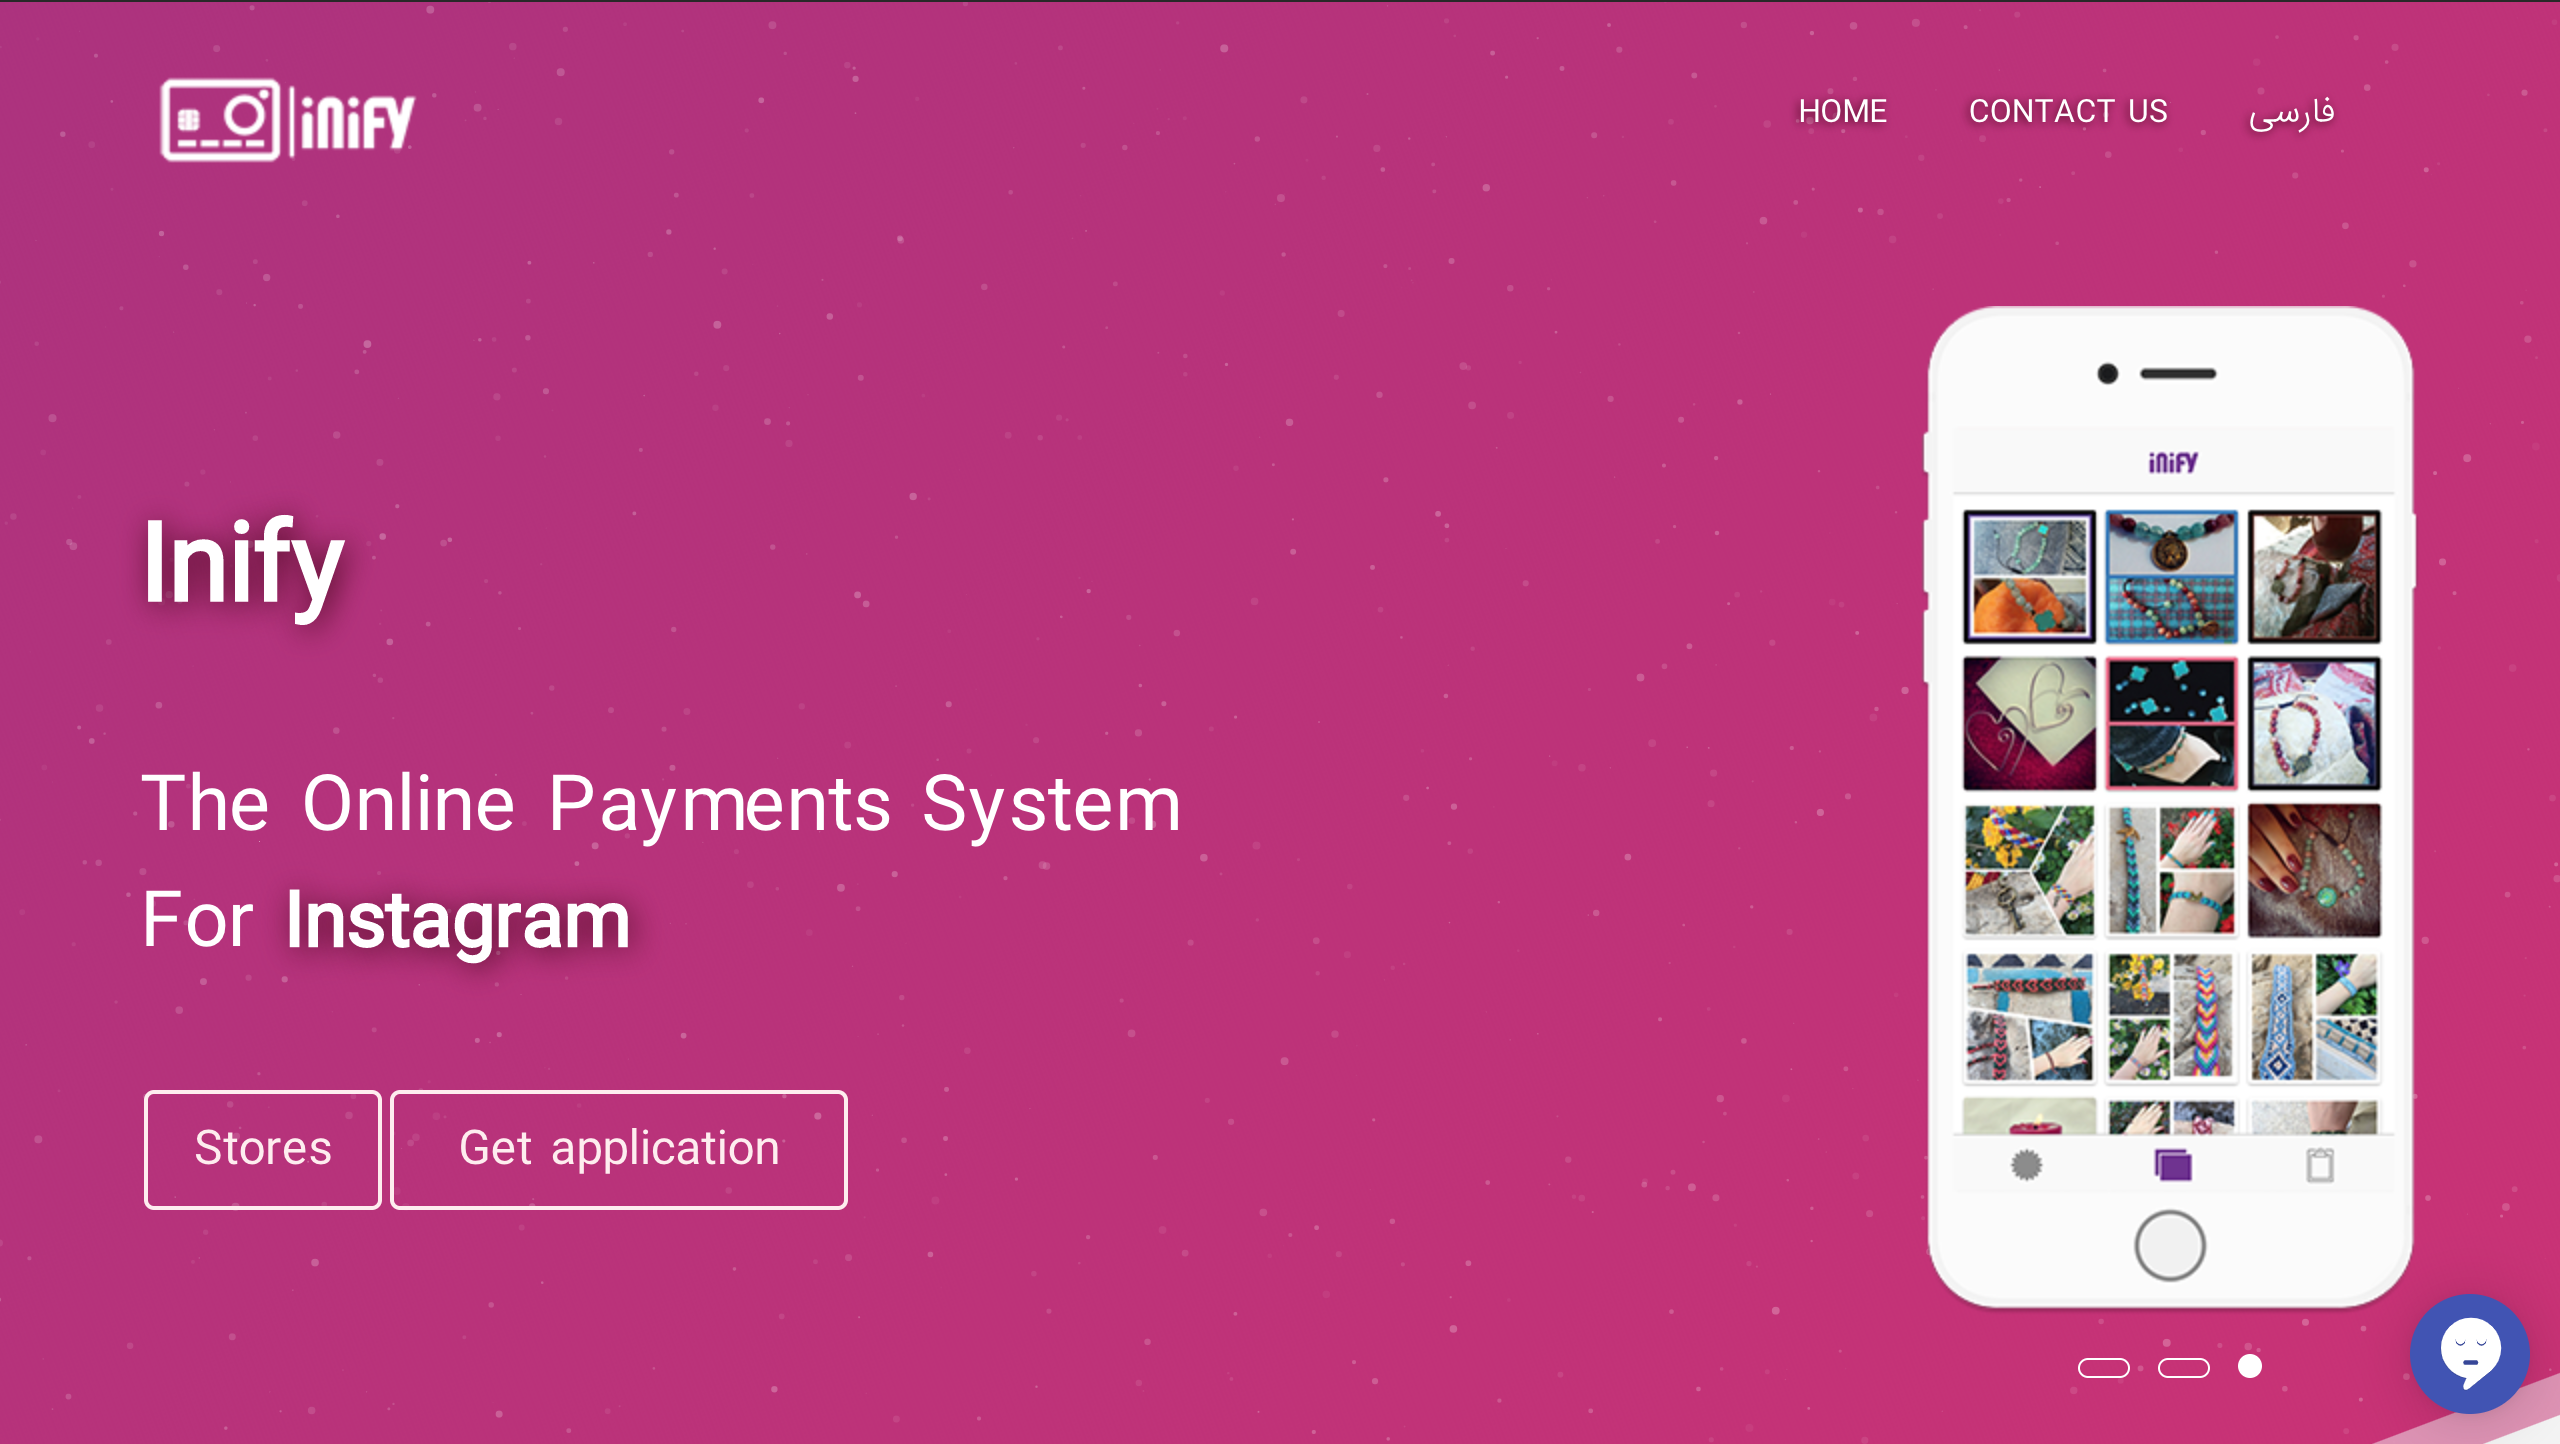 inify
HOME CONTACT US فارسی
inify
Inify
The Online Payments System
For Instagram
Stores Get application